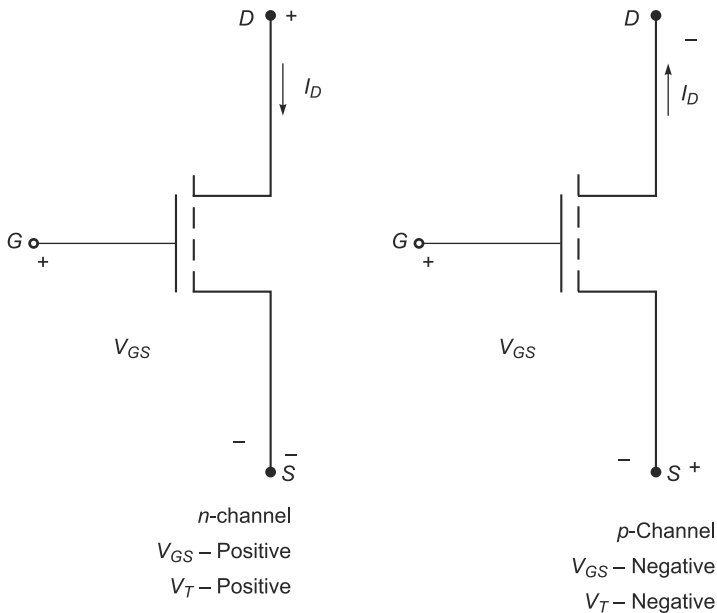 D +
I_D
G
+
V_GS
–
–
S
n-channel
V_GS – Positive
V_T – Positive
D
–
I_D
G
+
V_GS
–
S +
p-Channel
V_GS – Negative
V_T – Negative